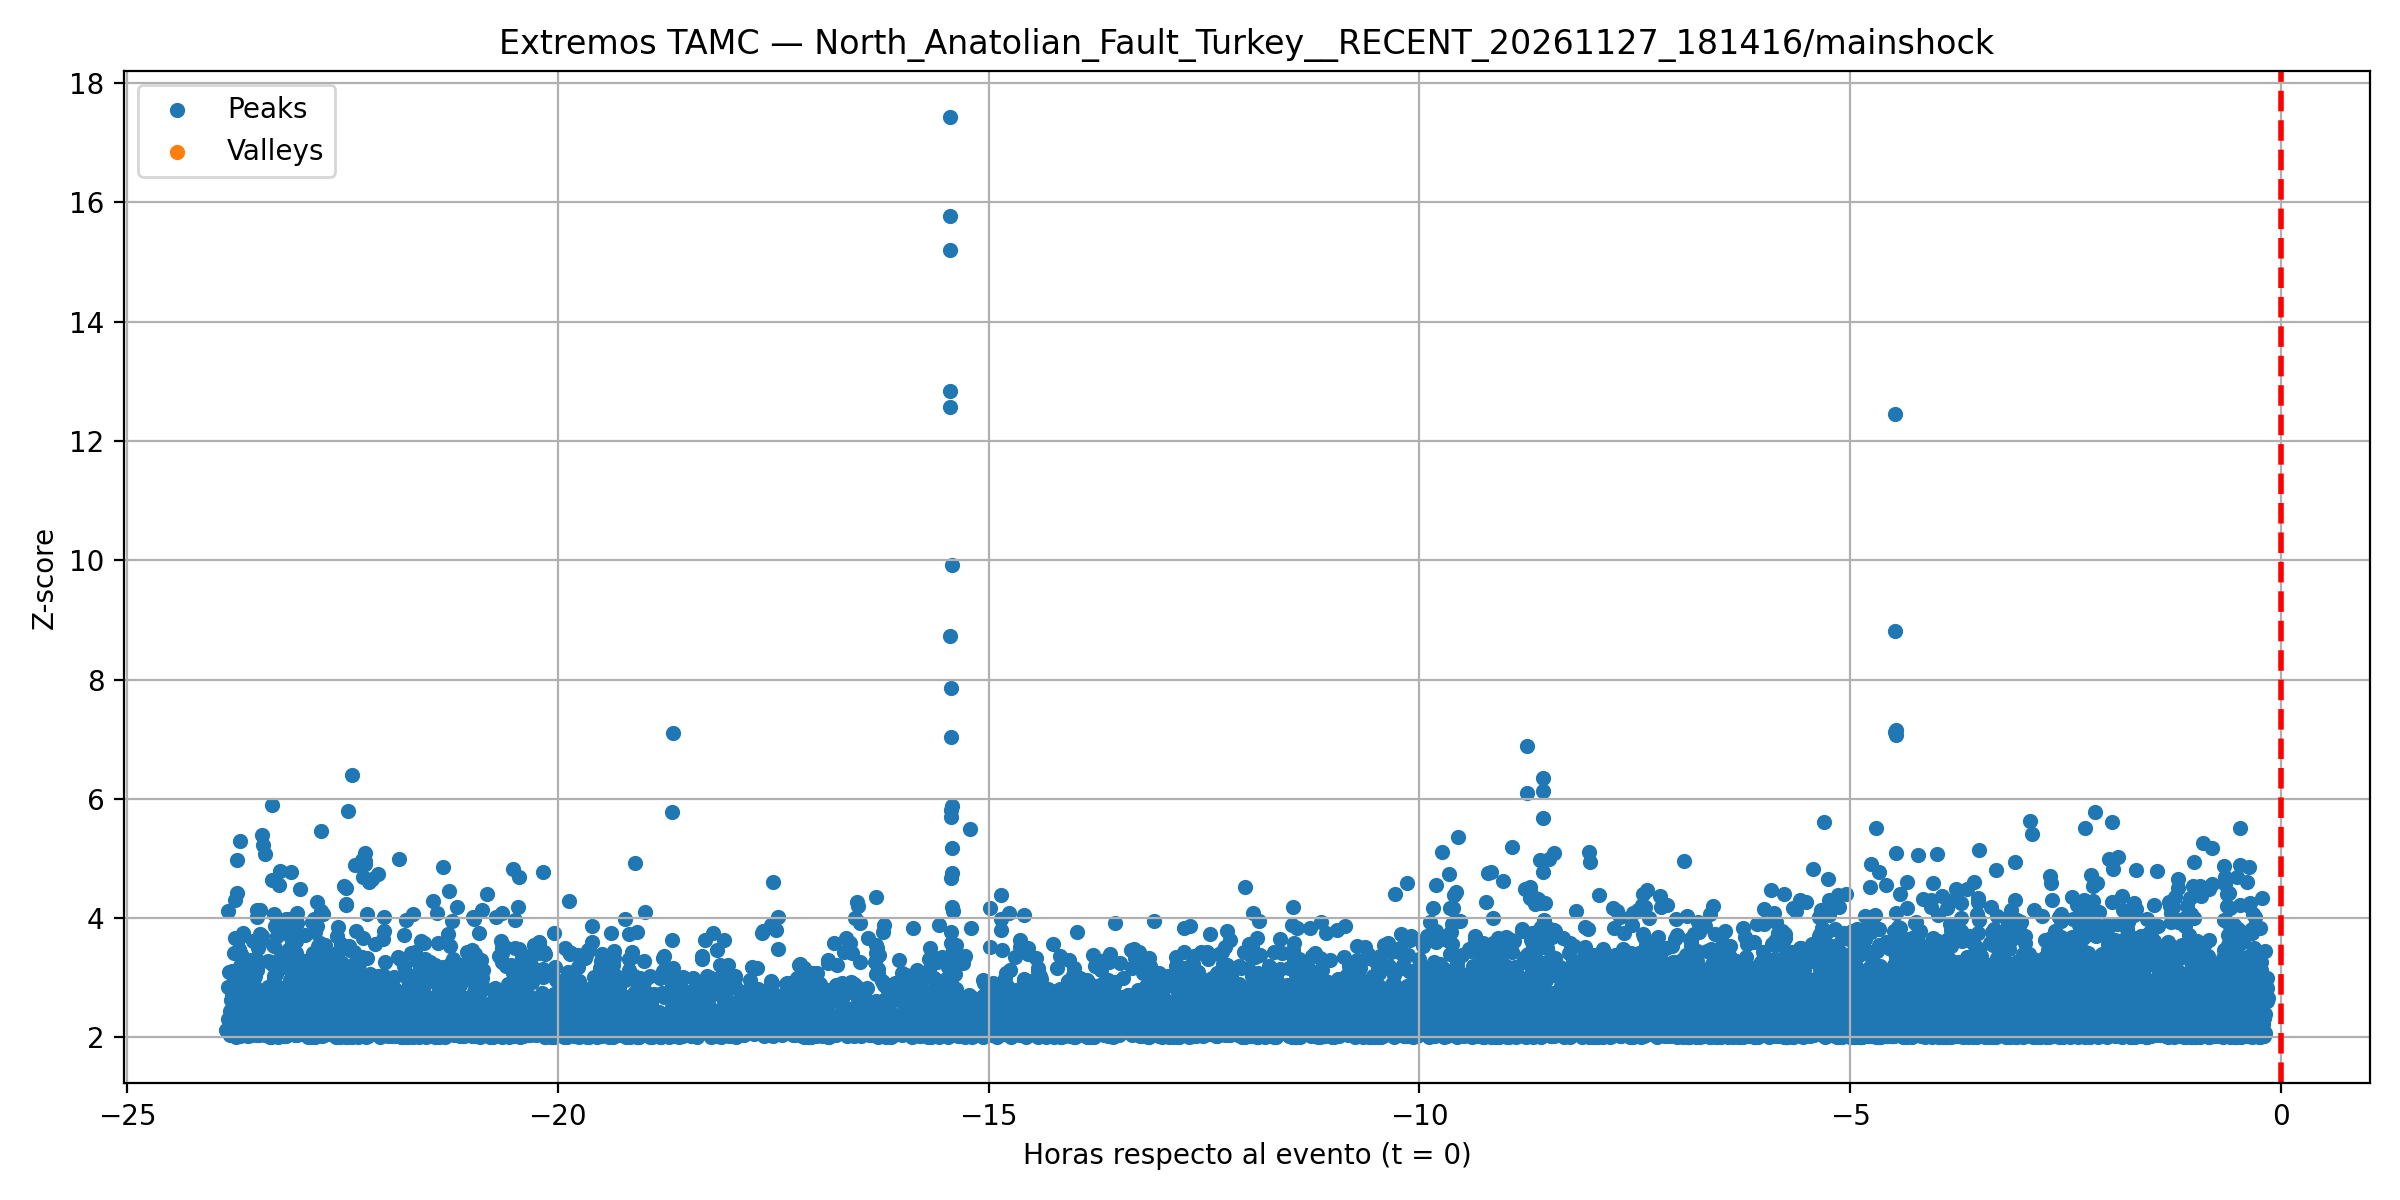 Extremos TAMC — North_Anatolian_Fault_Turkey__RECENT_20261127_181416/mainshock
Peaks
Valleys
Z-score
18
16
14
12
10
8
6
4
2
−25 −20 −15 −10 −5 0
Horas respecto al evento (t = 0)